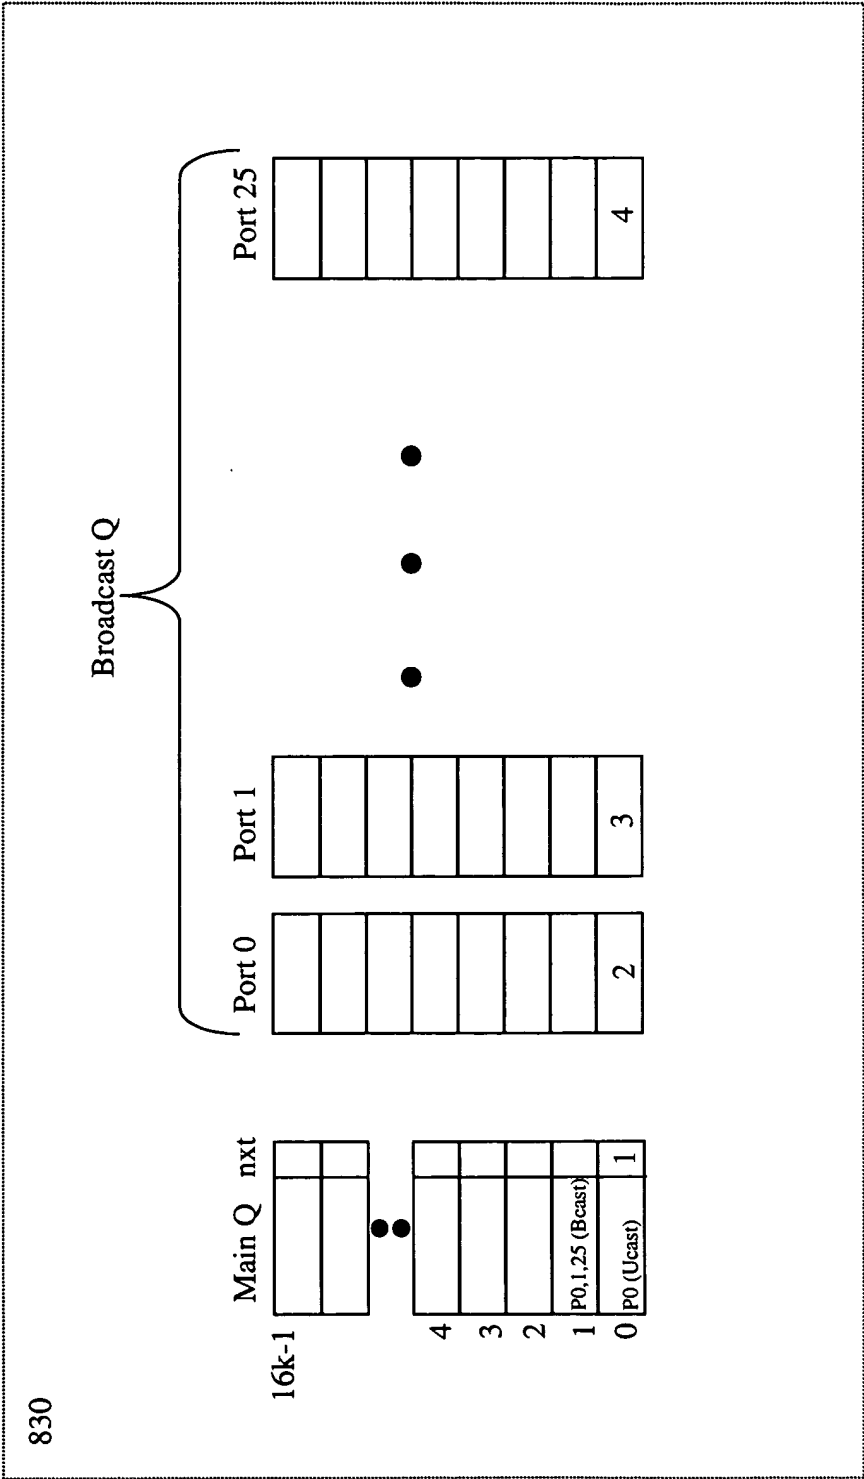 830
Broadcast Q
Main Q nxt
Port 0
Port 1
Port 25
16k-1
4
3
2
1 P0,1,25 (Bcast)
0 P0 (Ucast) 1
2
3
4